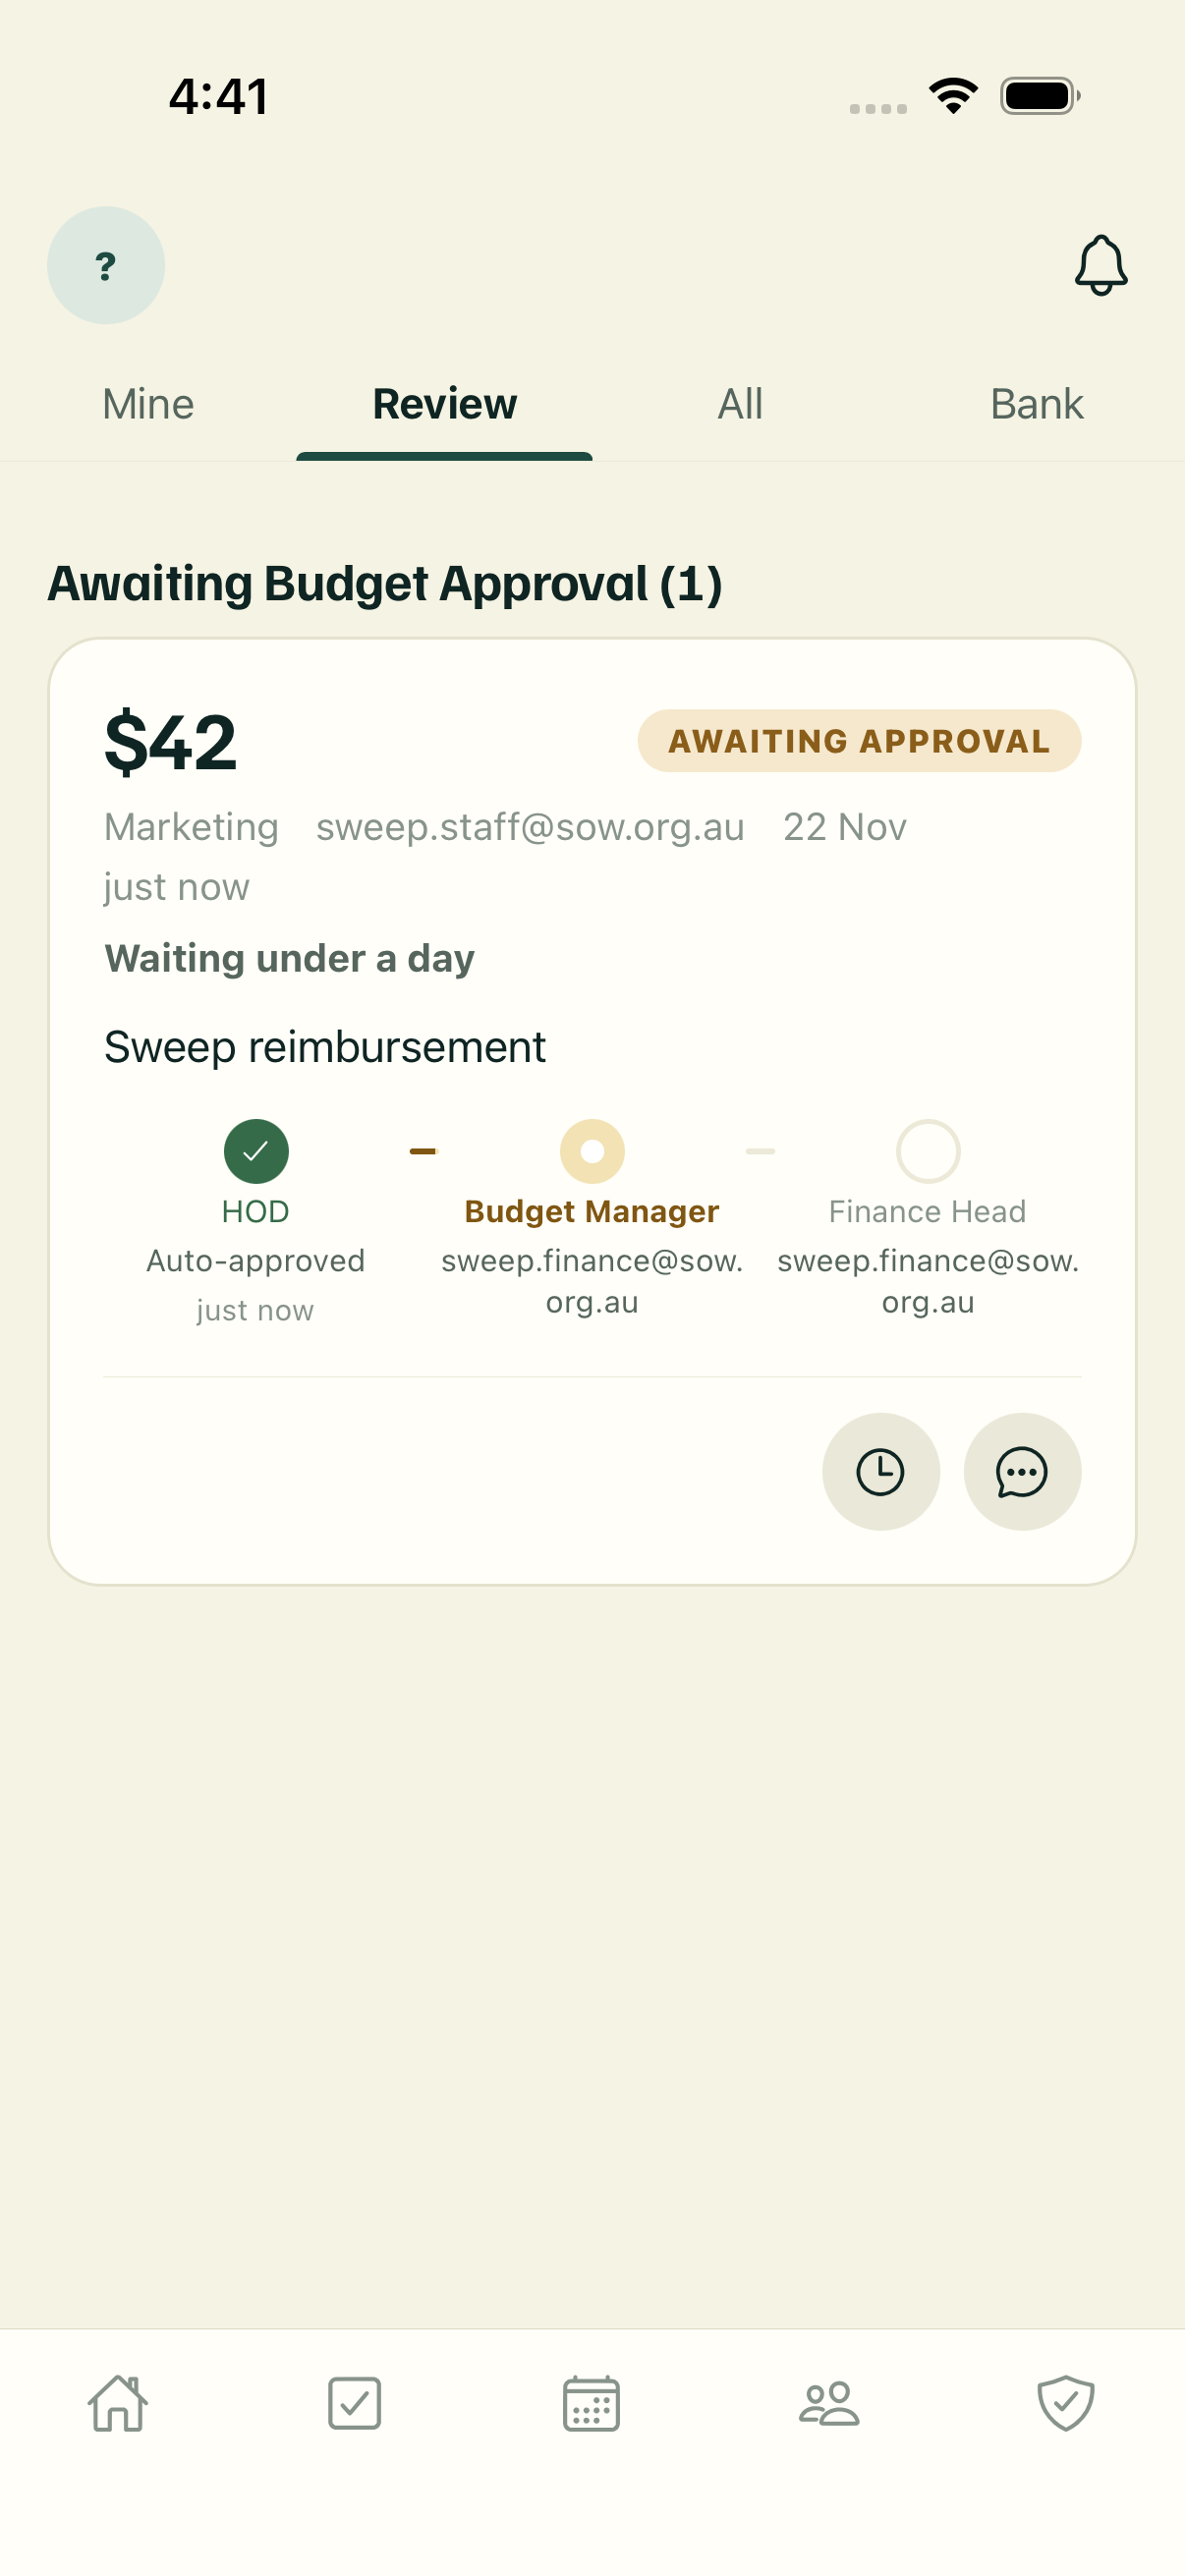 4:41
?
Mine Review All Bank
Awaiting Budget Approval (1)
$42 AWAITING APPROVAL
Marketing sweep.staff@sow.org.au 22 Nov
just now
Waiting under a day
Sweep reimbursement
HOD Budget Manager Finance Head
Auto-approved sweep.finance@sow. sweep.finance@sow.
just now org.au org.au